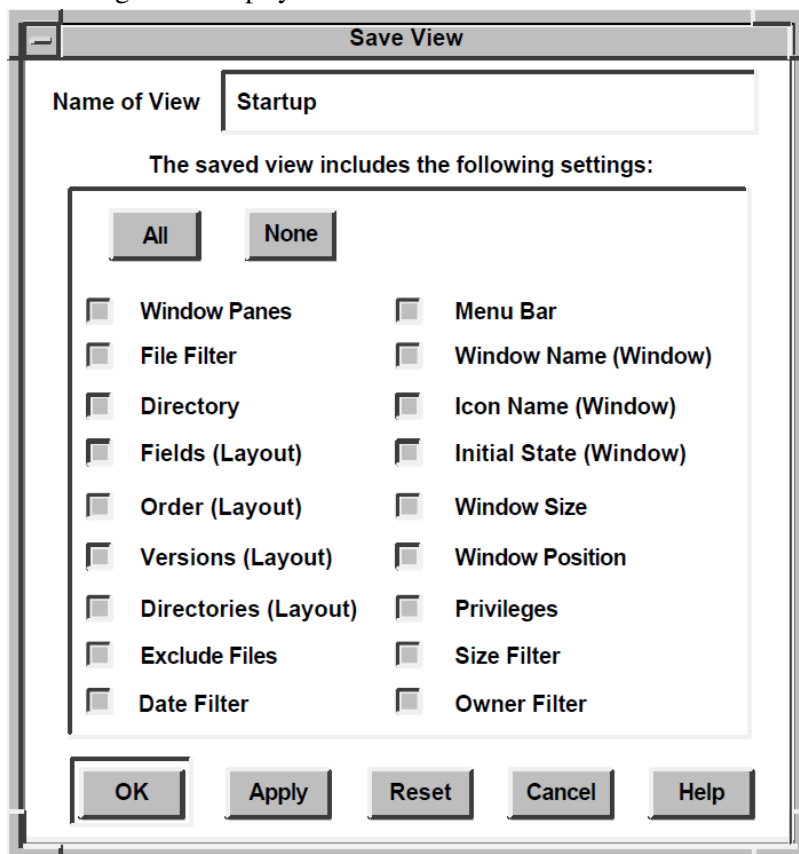 Save View
Name of View Startup
The saved view includes the following settings:
All None
Window Panes Menu Bar
File Filter Window Name (Window)
Directory Icon Name (Window)
Fields (Layout) Initial State (Window)
Order (Layout) Window Size
Versions (Layout) Window Position
Directories (Layout) Privileges
Exclude Files Size Filter
Date Filter Owner Filter
OK Apply Reset Cancel Help